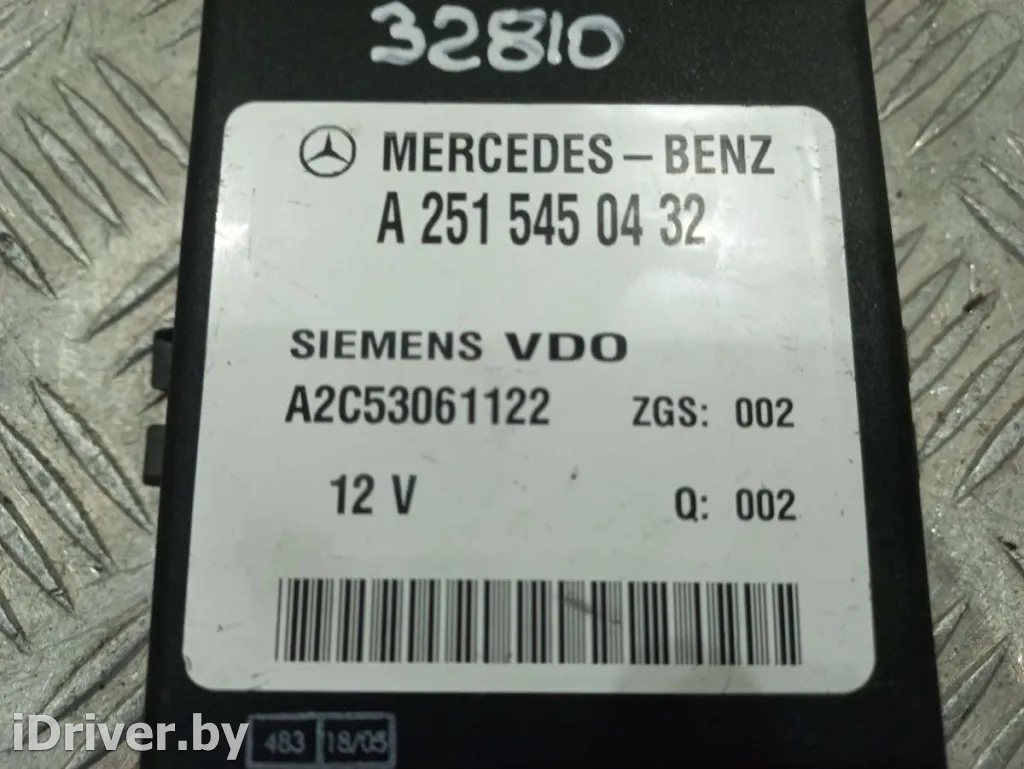 32810
MERCEDES-BENZ
A 251 545 04 32
SIEMENS VDO
A2C53061122 ZGS: 002
12 V Q: 002
483 18/05
iDriver.by